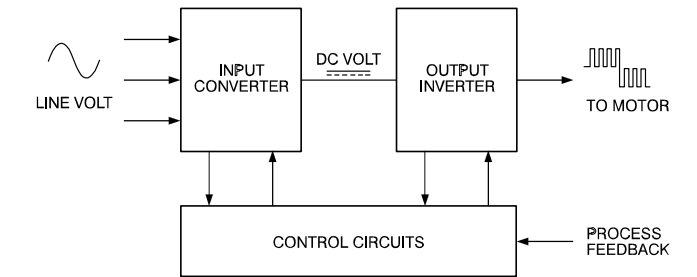 LINE VOLT
INPUT
CONVERTER
DC VOLT
OUTPUT
INVERTER
TO MOTOR
CONTROL CIRCUITS
PROCESS
FEEDBACK